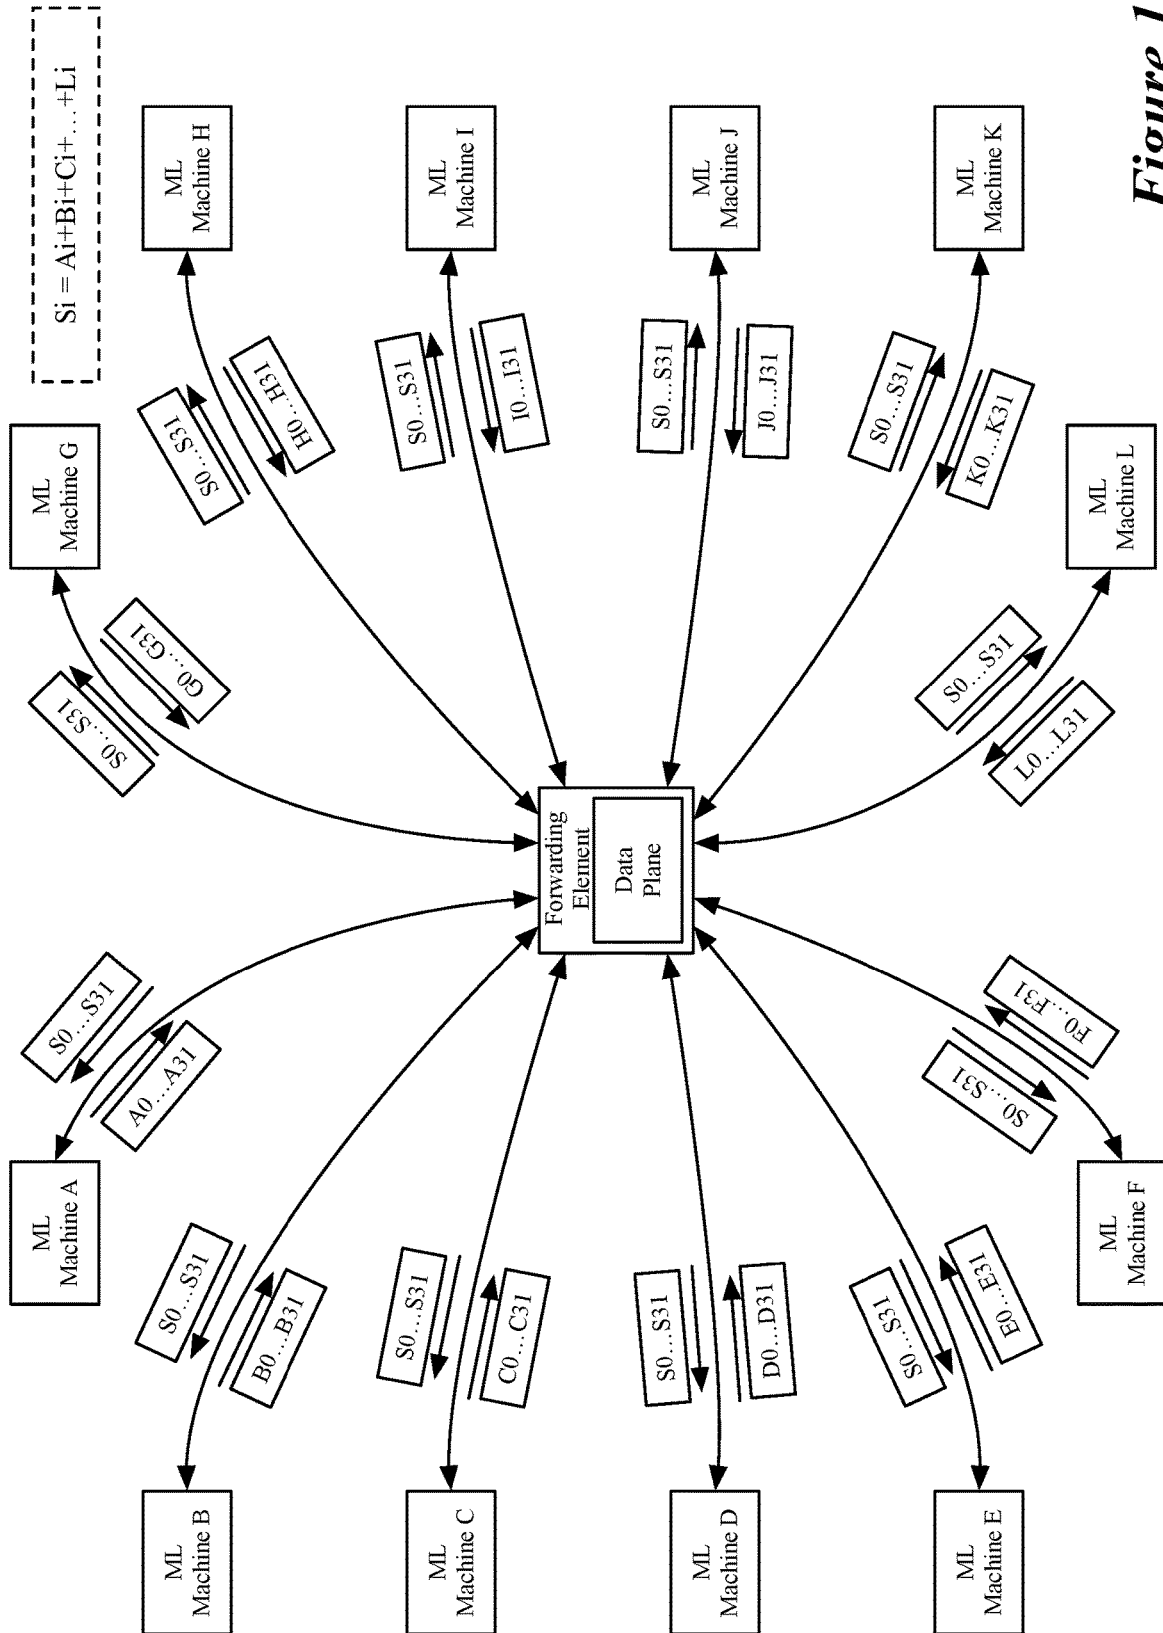 ML
Machine A
ML
Machine G
Si = Ai+Bi+Ci+...+Li
S0...S31
A0...A31
S0...S31
G0...G31
ML
Machine B
S0...S31
B0...B31
S0...S31
H0...H31
ML
Machine H
ML
Machine C
S0...S31
C0...C31
S0...S31
I0...I31
ML
Machine I
Forwarding
Element
Data
Plane
ML
Machine D
S0...S31
D0...D31
S0...S31
J0...J31
ML
Machine J
ML
Machine E
S0...S31
E0...E31
S0...S31
K0...K31
ML
Machine K
S0...S31
F0...F31
S0...S31
L0...L31
ML
Machine F
ML
Machine L
Figure 1